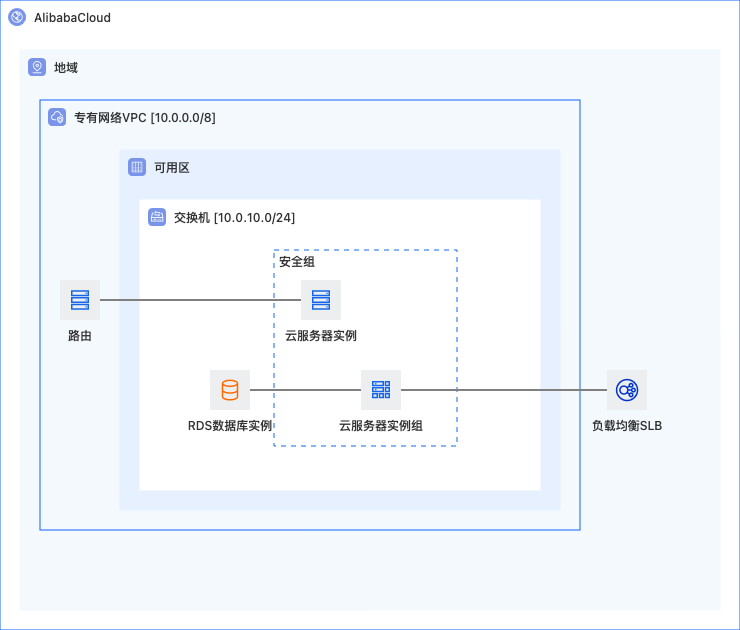 AlibabaCloud
地域
专有网络VPC [10.0.0.0/8]
可用区
交换机 [10.0.10.0/24]
安全组
路由
云服务器实例
RDS数据库实例
云服务器实例组
负载均衡SLB